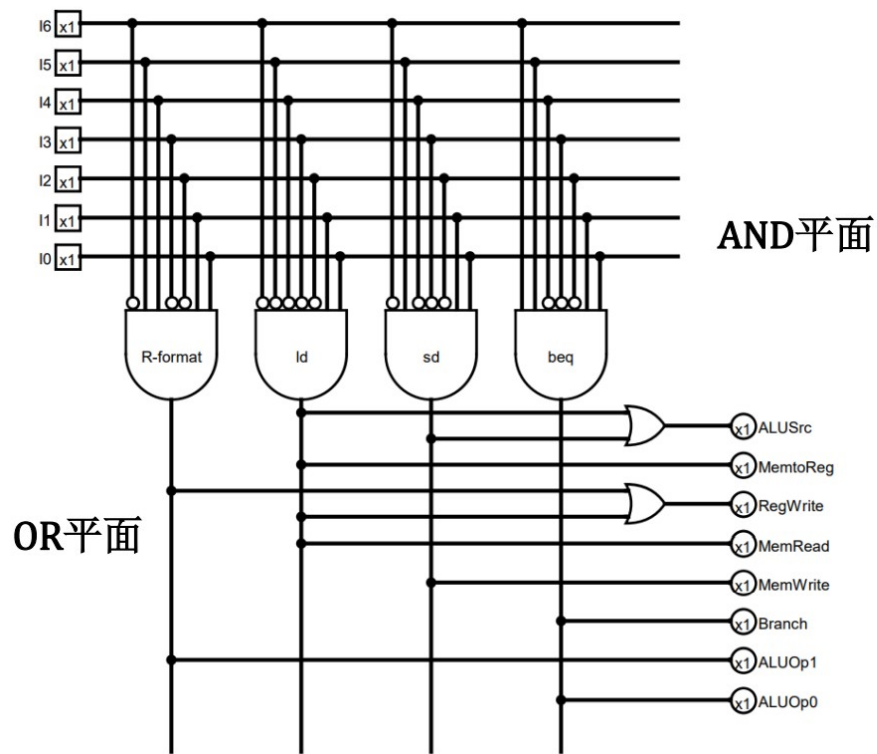 I6 x1
I5 x1
I4 x1
I3 x1
I2 x1
I1 x1
I0 x1
AND平面
R-format
ld
sd
beq
x1 ALUSrc
x1 MemtoReg
x1 RegWrite
OR平面
x1 MemRead
x1 MemWrite
x1 Branch
x1 ALUOp1
x1 ALUOp0